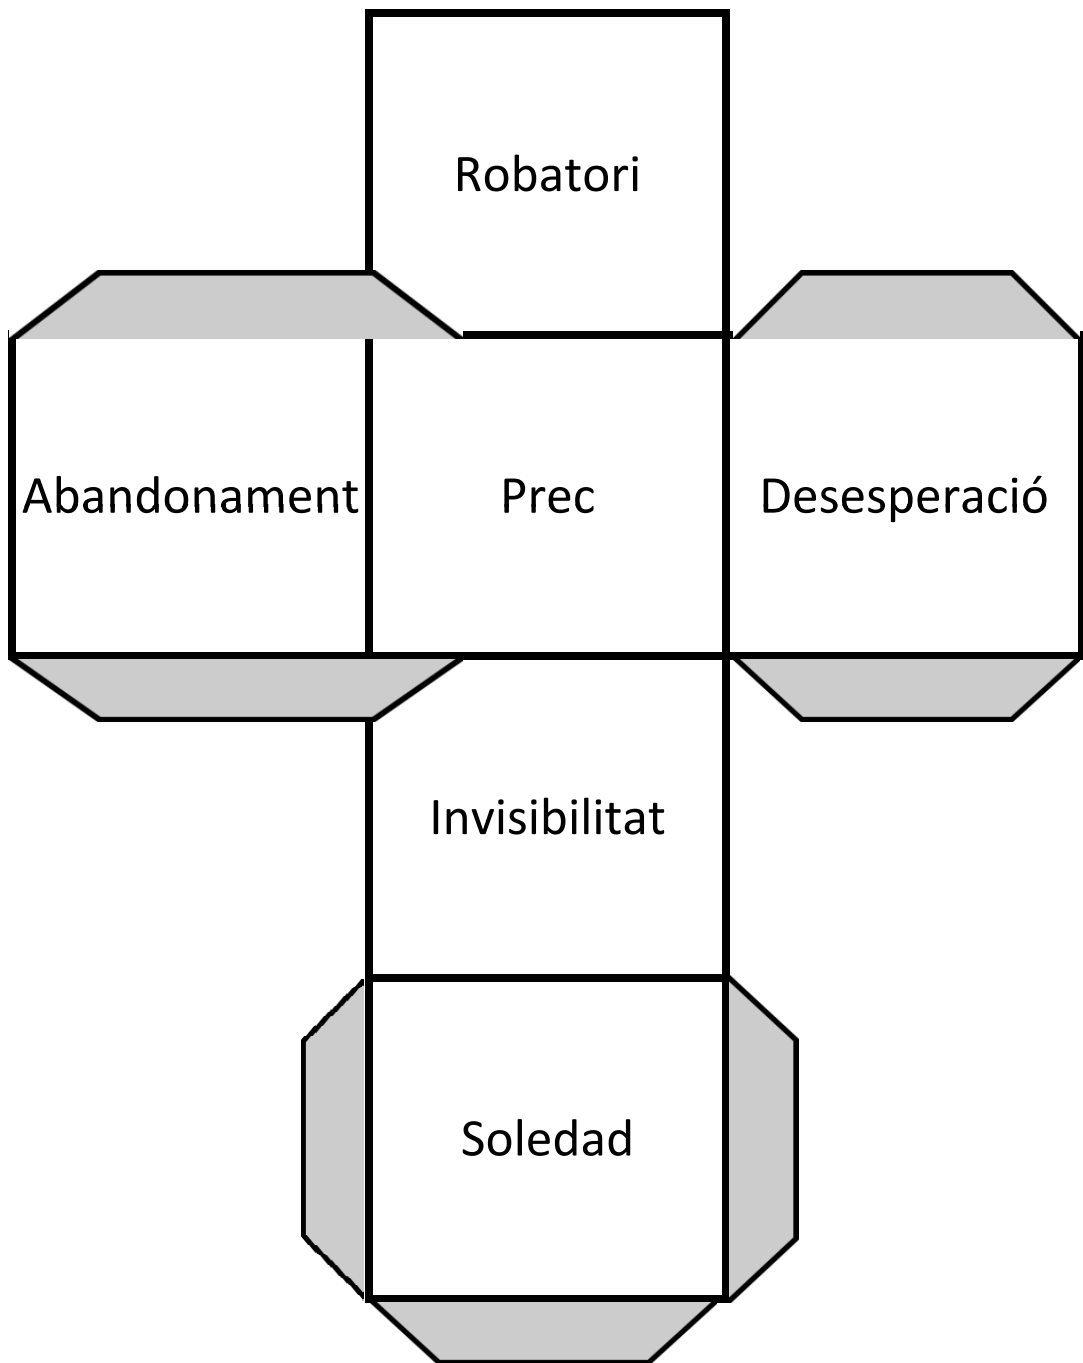 Robatori
Abandonament
Prec
Desesperació
Invisibilitat
Soledad